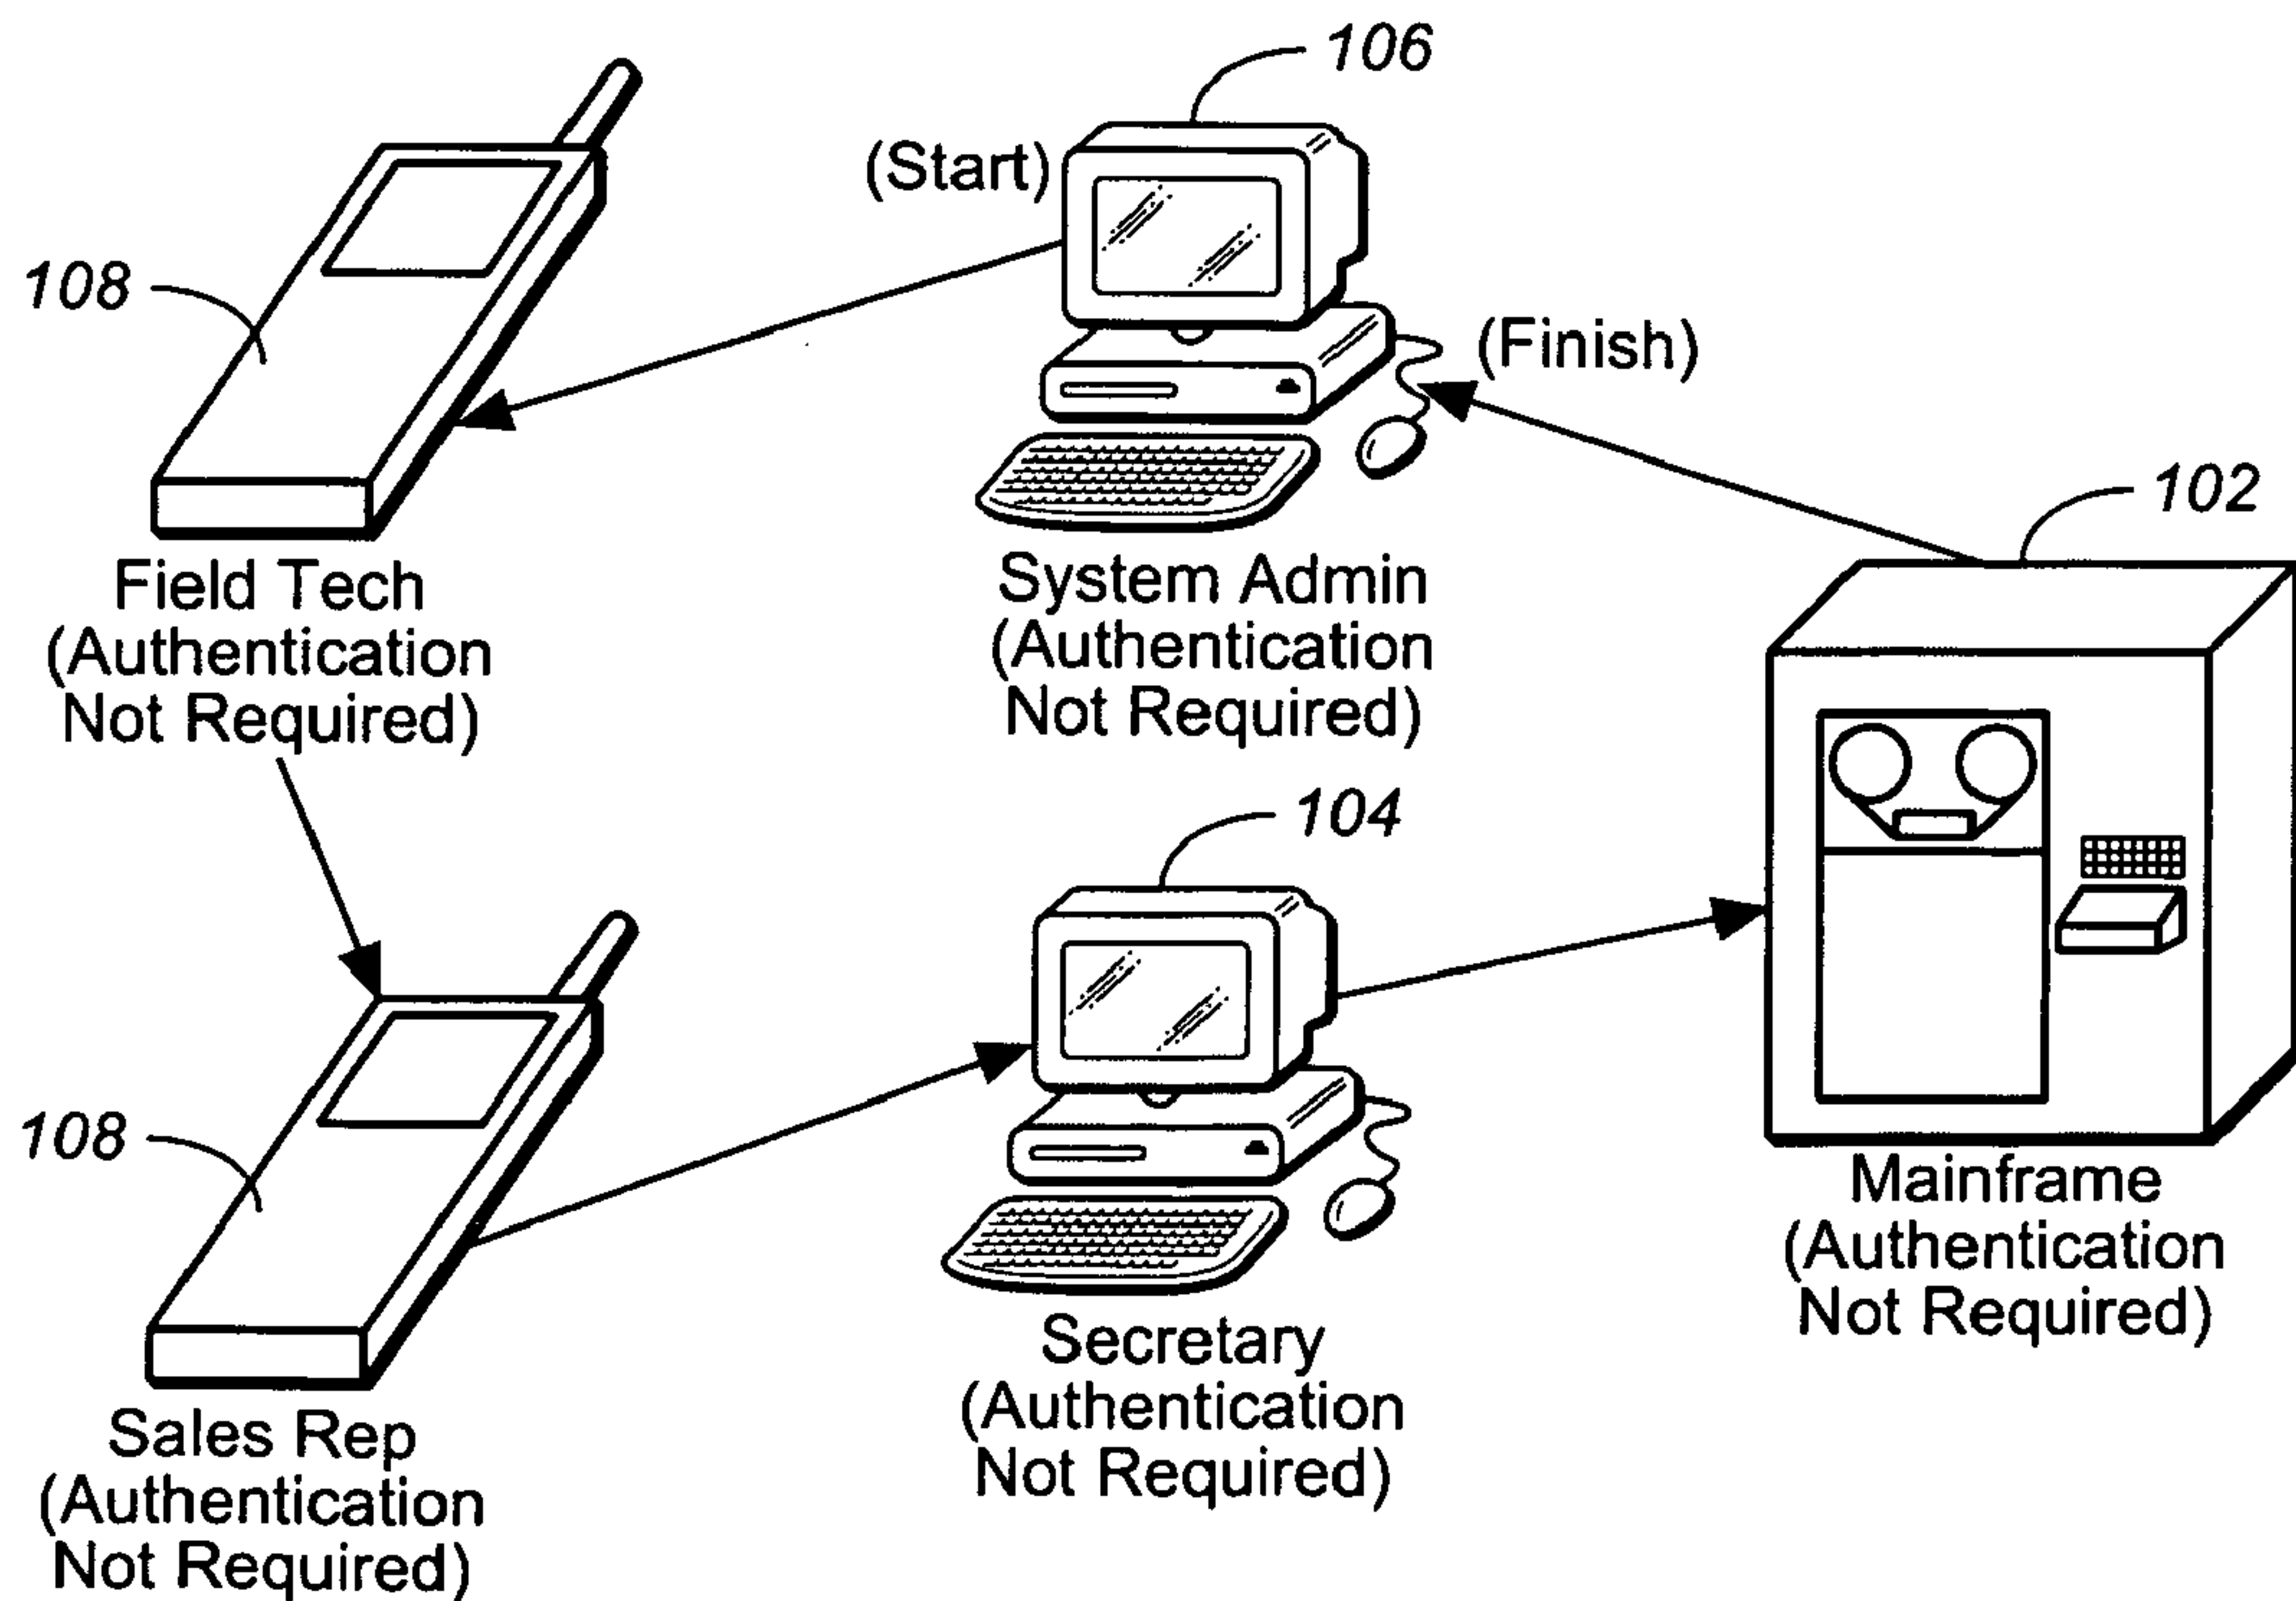 106
(Start)
108
(Finish)
102
Field Tech
(Authentication
Not Required)
System Admin
(Authentication
Not Required)
104
108
Mainframe
(Authentication
Not Required)
Secretary
(Authentication
Not Required)
Sales Rep
(Authentication
Not Required)